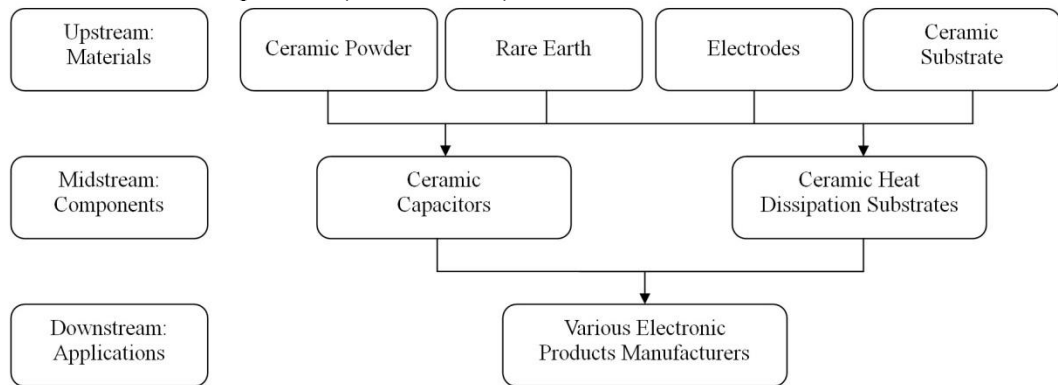 Upstream:
Materials
Ceramic Powder
Rare Earth
Electrodes
Ceramic
Substrate
Midstream:
Components
Ceramic
Capacitors
Ceramic Heat
Dissipation Substrates
Downstream:
Applications
Various Electronic
Products Manufacturers